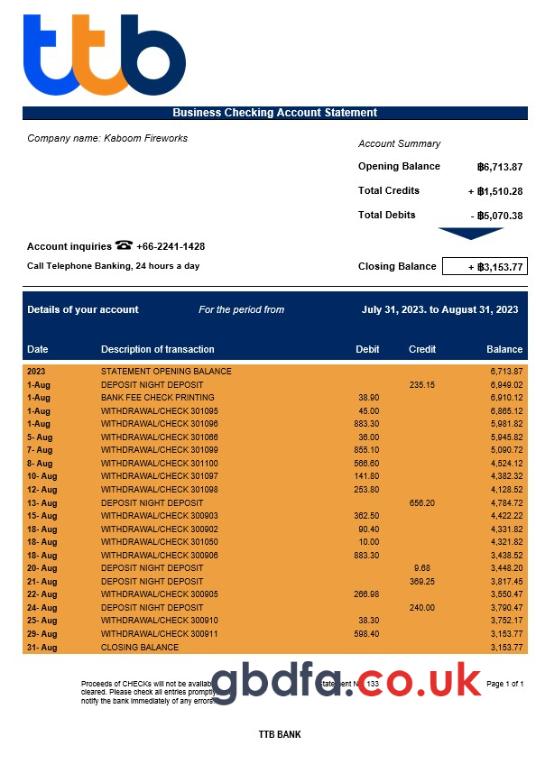 ttb
Business Checking Account Statement
Company name: Kaboom Fireworks
Account Summary
Opening Balance ฿6,713.87
Total Credits + ฿1,510.28
Total Debits - ฿5,070.38
Account inquiries ☎ +66-2241-1428
Call Telephone Banking, 24 hours a day
Closing Balance + ฿3,153.77
Details of your account For the period from July 31, 2023. to August 31, 2023
Date Description of transaction Debit Credit Balance
2023 STATEMENT OPENING BALANCE 6,713.87
1-Aug DEPOSIT NIGHT DEPOSIT 235.15 6,949.02
1-Aug BANK FEE CHECK PRINTING 38.90 6,910.12
1-Aug WITHDRAWAL/CHECK 301095 45.00 6,865.12
1-Aug WITHDRAWAL/CHECK 301096 883.30 5,981.82
5- Aug WITHDRAWAL/CHECK 301066 36.00 5,945.82
7- Aug WITHDRAWAL/CHECK 301099 855.10 5,090.72
8- Aug WITHDRAWAL/CHECK 301100 566.60 4,524.12
10- Aug WITHDRAWAL/CHECK 301097 141.80 4,382.32
12- Aug WITHDRAWAL/CHECK 301098 253.80 4,128.52
13- Aug DEPOSIT NIGHT DEPOSIT 656.20 4,784.72
15- Aug WITHDRAWAL/CHECK 300903 362.50 4,422.22
18- Aug WITHDRAWAL/CHECK 300902 90.40 4,331.82
18- Aug WITHDRAWAL/CHECK 301050 10.00 4,321.82
18- Aug WITHDRAWAL/CHECK 300906 883.30 3,438.52
20- Aug DEPOSIT NIGHT DEPOSIT 9.68 3,448.20
21- Aug DEPOSIT NIGHT DEPOSIT 369.25 3,817.45
22- Aug WITHDRAWAL/CHECK 300905 266.98 3,550.47
24- Aug DEPOSIT NIGHT DEPOSIT 240.00 3,790.47
25- Aug WITHDRAWAL/CHECK 300910 38.30 3,752.17
29- Aug WITHDRAWAL/CHECK 300911 598.40 3,153.77
31- Aug CLOSING BALANCE 3,153.77
Proceeds of CHECKs will not be available Statement No. 133 Page 1 of 1
cleared. Please check all entries promptly
notify the bank immediately of any errors.
gbdfa.co.uk
TTB BANK